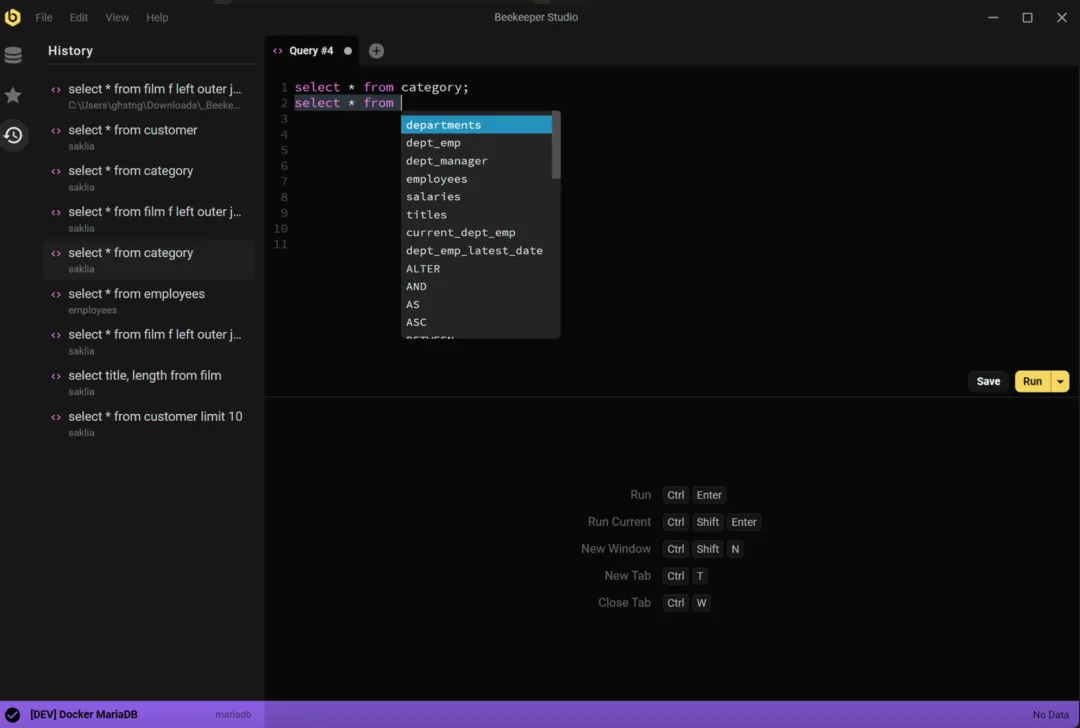 File Edit View Help
Beekeeper Studio
History
select * from film f left outer j...
C:\Users\ghstng\Downloads\_Beeke...
select * from customer
saklia
select * from category
saklia
select * from film f left outer j...
saklia
select * from category
saklia
select * from employees
employees
select * from film f left outer j...
saklia
select title, length from film
saklia
select * from customer limit 10
saklia
Query #4
1 select * from category;
2 select * from
3
4
5
6
7
8
9
10
11
departments
dept_emp
dept_manager
employees
salaries
titles
current_dept_emp
dept_emp_latest_date
ALTER
AND
AS
ASC
BETWEEN
Save Run
Run Ctrl Enter
Run Current Ctrl Shift Enter
New Window Ctrl Shift N
New Tab Ctrl T
Close Tab Ctrl W
[DEV] Docker MariaDB mariadb No Data